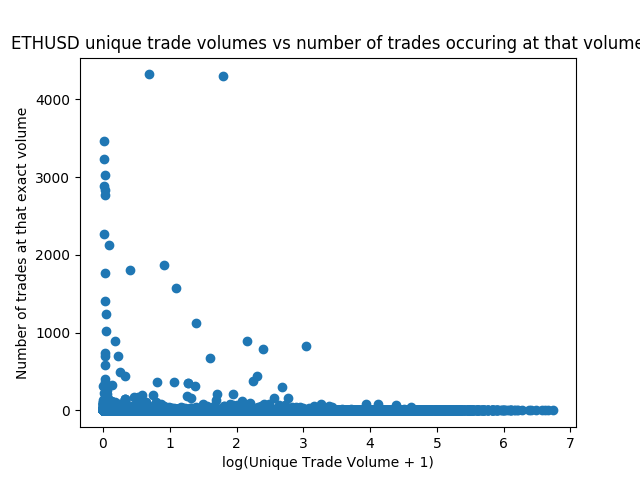 ETHUSD unique trade volumes vs number of trades occuring at that volume
Number of trades at that exact volume
4000
3000
2000
1000
0
0 1 2 3 4 5 6 7
log(Unique Trade Volume + 1)